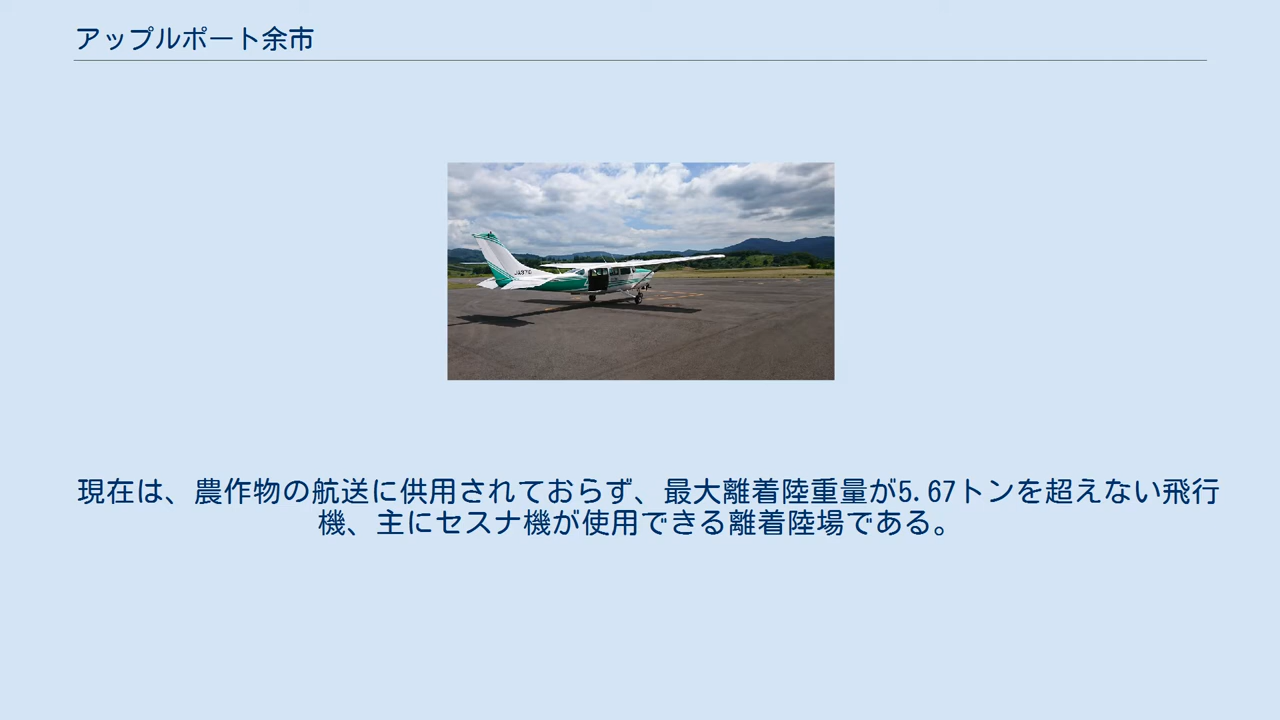 アップルポート余市
現在は、農作物の航送に供用されておらず、最大離着陸重量が5.67トンを超えない飛行
機、主にセスナ機が使用できる離着陸場である。